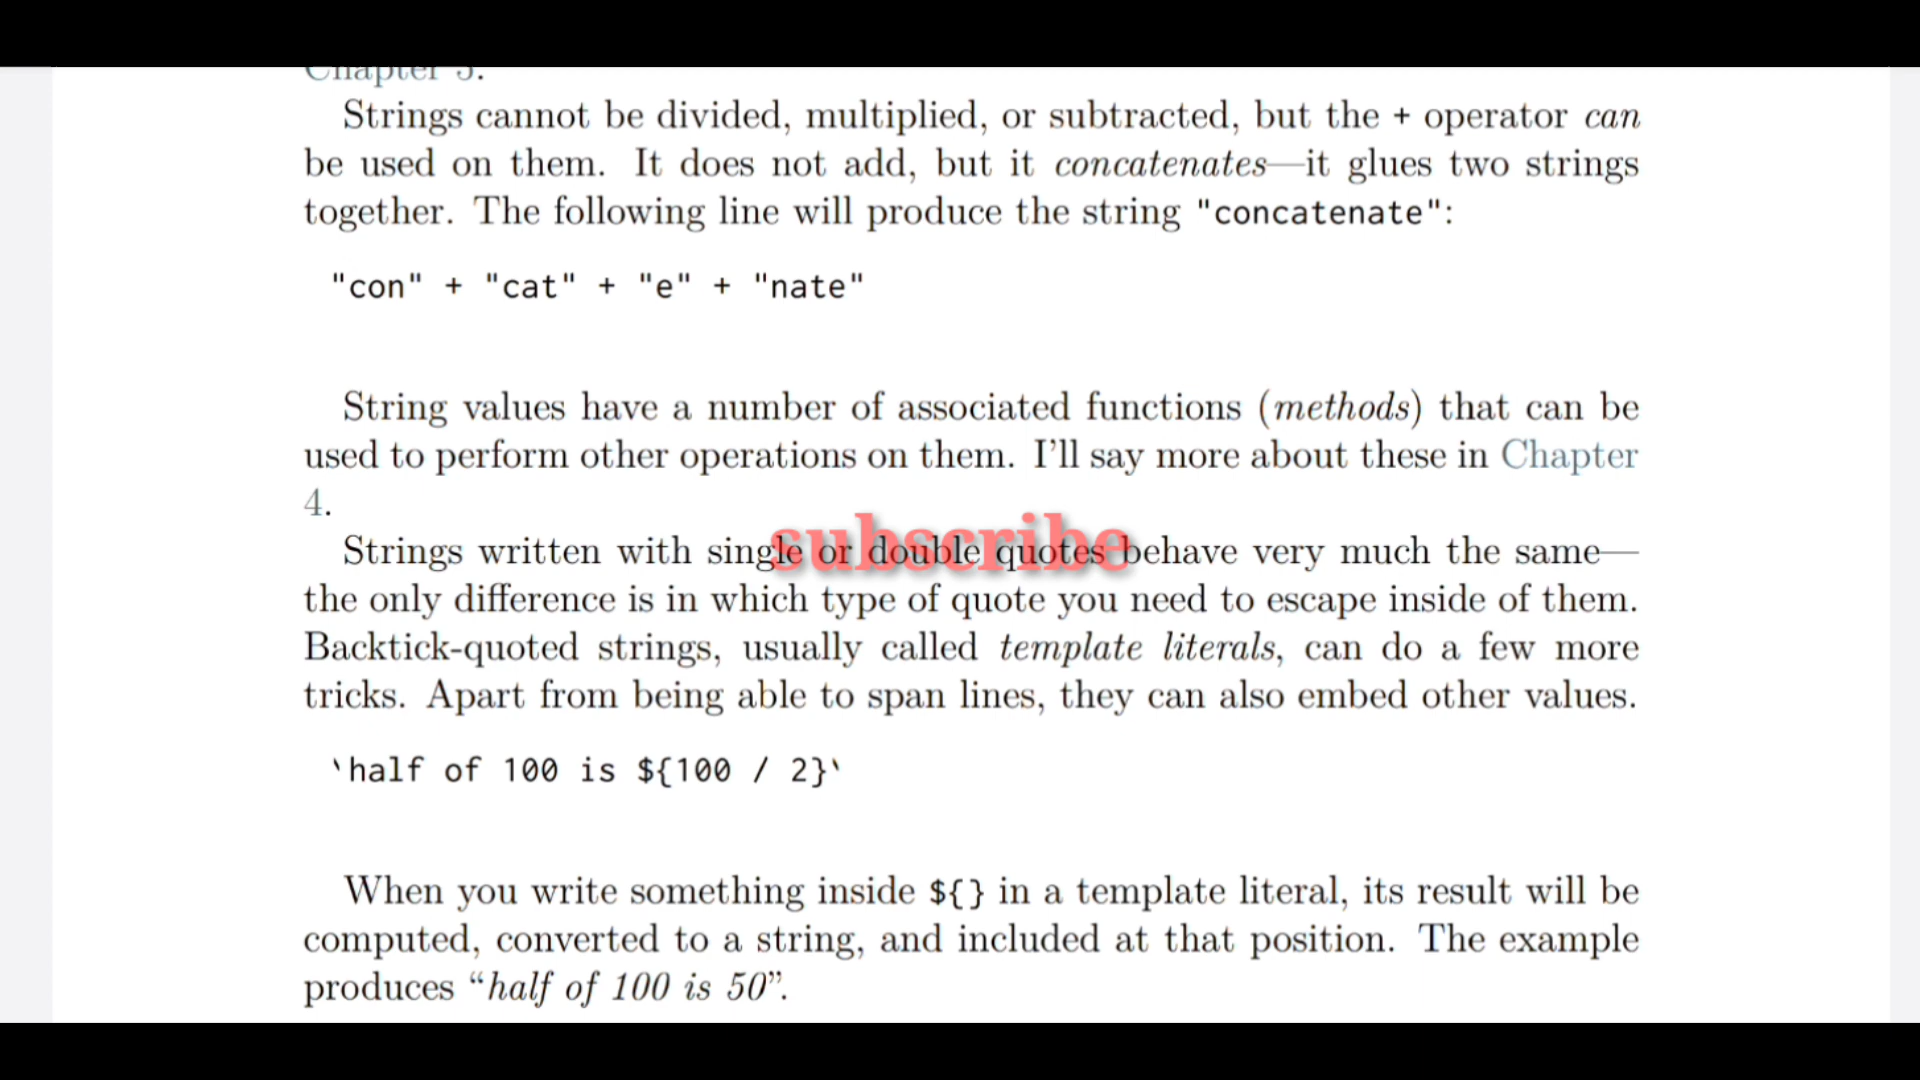 Chapter 5.
Strings cannot be divided, multiplied, or subtracted, but the + operator can
be used on them. It does not add, but it concatenates—it glues two strings
together. The following line will produce the string "concatenate":
"con" + "cat" + "e" + "nate"
String values have a number of associated functions (methods) that can be
used to perform other operations on them. I’ll say more about these in Chapter
4.
subscribe
Strings written with single or double quotes behave very much the same—
the only difference is in which type of quote you need to escape inside of them.
Backtick-quoted strings, usually called template literals, can do a few more
tricks. Apart from being able to span lines, they can also embed other values.
`half of 100 is ${100 / 2}`
When you write something inside ${} in a template literal, its result will be
computed, converted to a string, and included at that position. The example
produces “half of 100 is 50”.